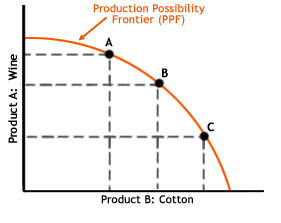 Production Possibility
Frontier (PPF)
A
B
C
Product A: Wine
Product B: Cotton